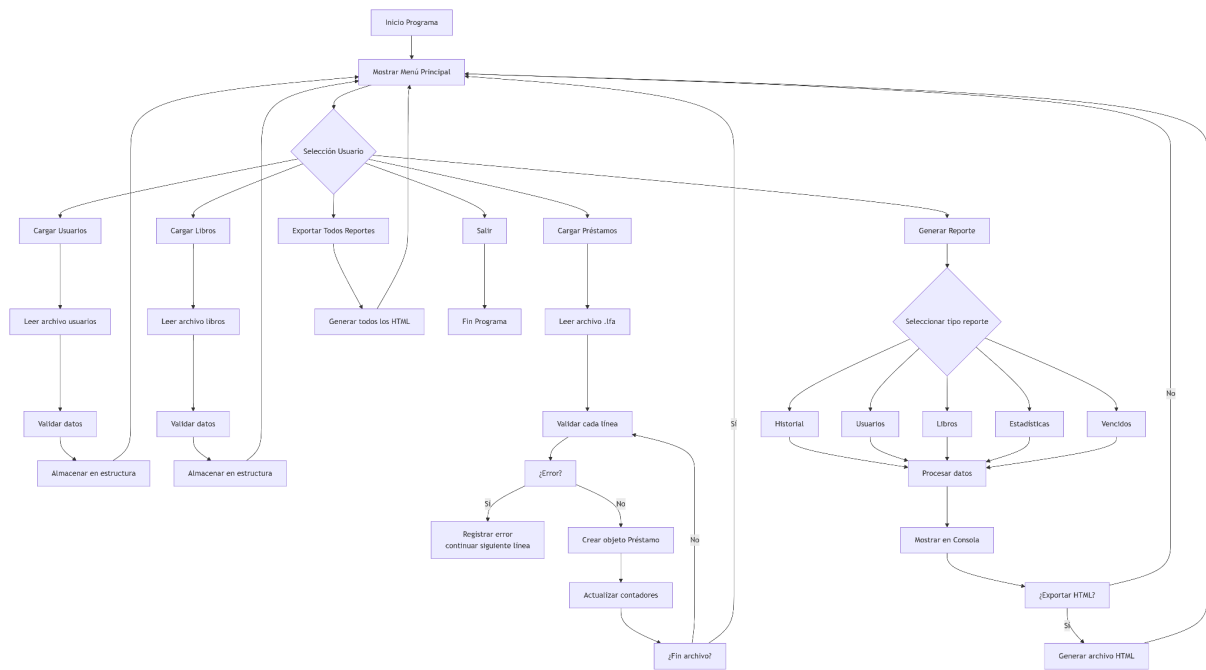 Inicio Programa
Mostrar Menú Principal
Selección Usuario
Cargar Usuarios
Cargar Libros
Exportar Todos Reportes
Salir
Cargar Préstamos
Generar Reporte
Leer archivo usuarios
Leer archivo libros
Generar todos los HTML
Fin Programa
Leer archivo .lfa
Seleccionar tipo reporte
No
Validar datos
Validar datos
Validar cada línea
Sí
Historial
Usuarios
Libros
Estadísticas
Vencidos
Almacenar en estructura
Almacenar en estructura
¿Error?
Procesar datos
Sí
No
Registrar error
continuar siguiente línea
Crear objeto Préstamo
No
Mostrar en Consola
Actualizar contadores
¿Exportar HTML?
Sí
¿Fin archivo?
Generar archivo HTML